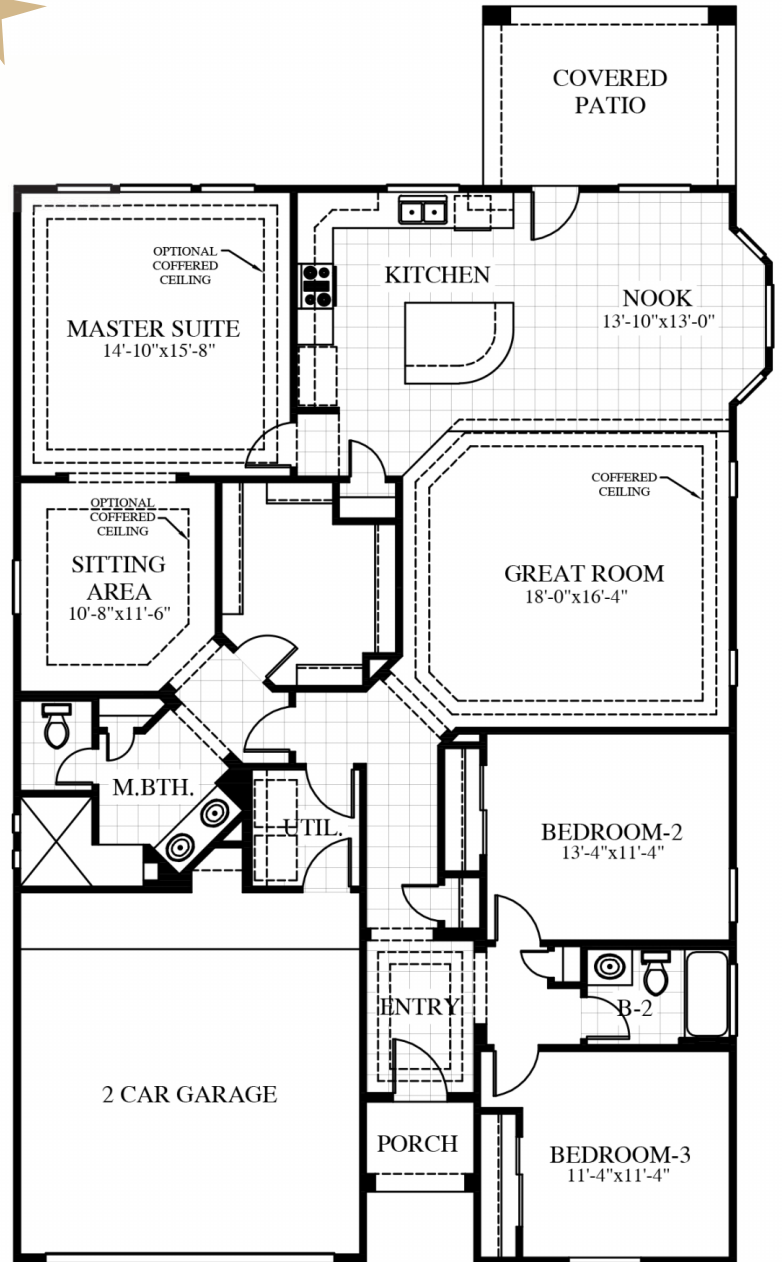 COVERED
PATIO
OPTIONAL
COFFERED
CEILING
KITCHEN
MASTER SUITE
14'-10"x15'-8"
NOOK
13'-10"x13'-0"
OPTIONAL
COFFERED
CEILING
COFFERED
CEILING
SITTING
AREA
10'-8"x11'-6"
GREAT ROOM
18'-0"x16'-4"
M.BTH.
UTIL.
BEDROOM-2
13'-4"x11'-4"
ENTRY
B-2
2 CAR GARAGE
PORCH
BEDROOM-3
11'-4"x11'-4"